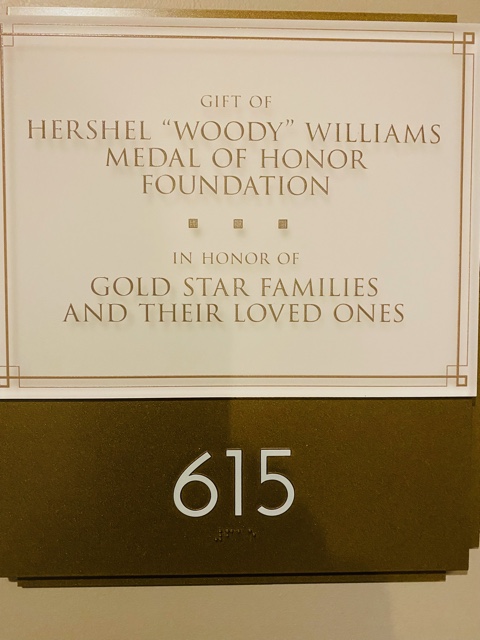 GIFT OF
HERSHEL “WOODY” WILLIAMS
MEDAL OF HONOR
FOUNDATION
IN HONOR OF
GOLD STAR FAMILIES
AND THEIR LOVED ONES
615